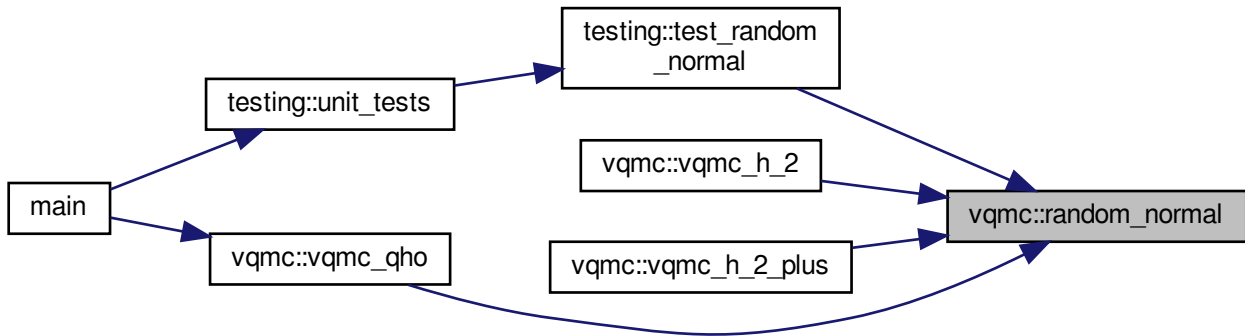 testing::test_random
_normal
testing::unit_tests
vqmc::vqmc_h_2
main
vqmc::random_normal
vqmc::vqmc_qho
vqmc::vqmc_h_2_plus